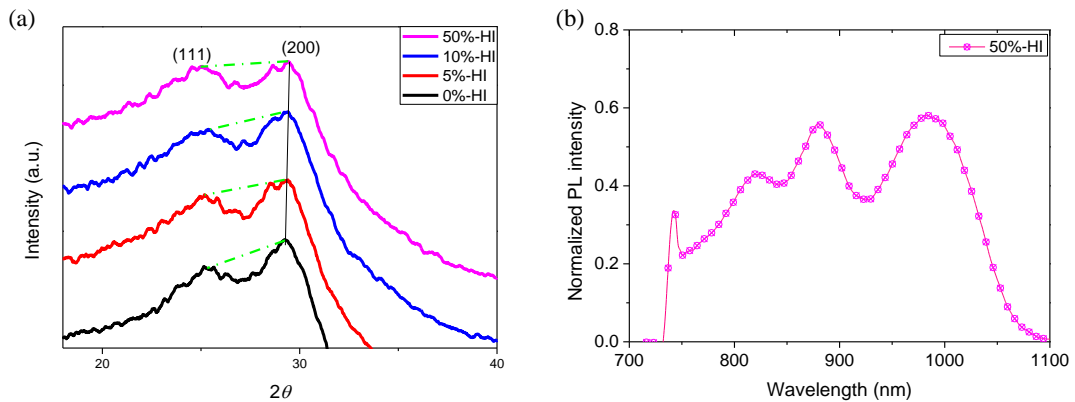 (a)
(111)
(200)
50%-HI
10%-HI
5%-HI
0%-HI
Intensity (a.u.)
20
30
40
2θ
(b)
50%-HI
0.8
0.6
0.4
0.2
0.0
Normalized PL intensity
700
800
900
1000
1100
Wavelength (nm)